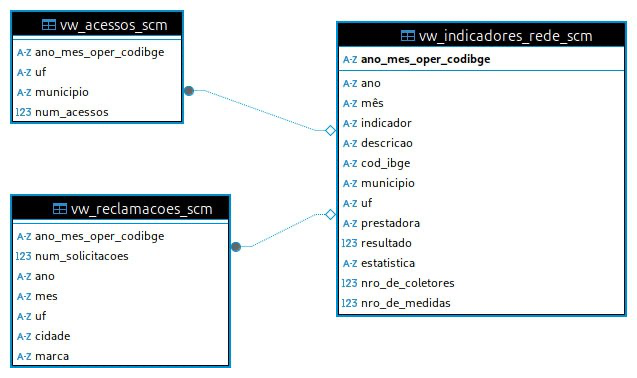 vw_acessos_scm
A-Z ano_mes_oper_codibge
A-Z uf
A-Z municipio
123 num_acessos
vw_indicadores_rede_scm
A-Z ano_mes_oper_codibge
A-Z ano
A-Z mês
A-Z indicador
A-Z descricao
A-Z cod_ibge
A-Z municipio
A-Z uf
A-Z prestadora
123 resultado
A-Z estatistica
123 nro_de_coletores
123 nro_de_medidas
vw_reclamacoes_scm
A-Z ano_mes_oper_codibge
123 num_solicitacoes
A-Z ano
A-Z mes
A-Z uf
A-Z cidade
A-Z marca